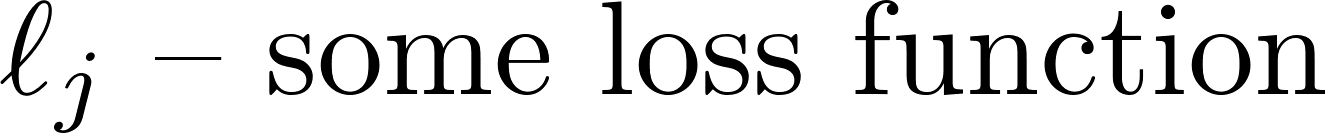 ℓ_j – some loss function